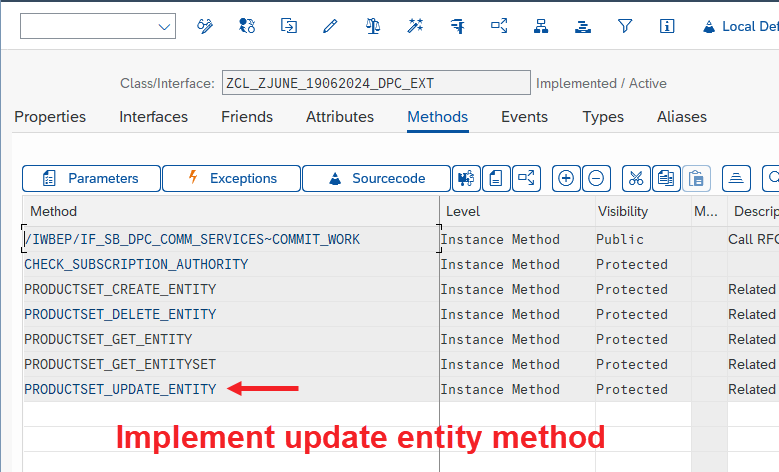 Local Def
Class/Interface: ZCL_ZJUNE_19062024_DPC_EXT Implemented / Active
Properties Interfaces Friends Attributes Methods Events Types Aliases
Parameters Exceptions Sourcecode
Method Level Visibility M... Descrip
/IWBEP/IF_SB_DPC_COMM_SERVICES~COMMIT_WORK Instance Method Public Call RFC
CHECK_SUBSCRIPTION_AUTHORITY Instance Method Protected
PRODUCTSET_CREATE_ENTITY Instance Method Protected Related
PRODUCTSET_DELETE_ENTITY Instance Method Protected Related
PRODUCTSET_GET_ENTITY Instance Method Protected Related
PRODUCTSET_GET_ENTITYSET Instance Method Protected Related
PRODUCTSET_UPDATE_ENTITY Instance Method Protected Related
Implement update entity method